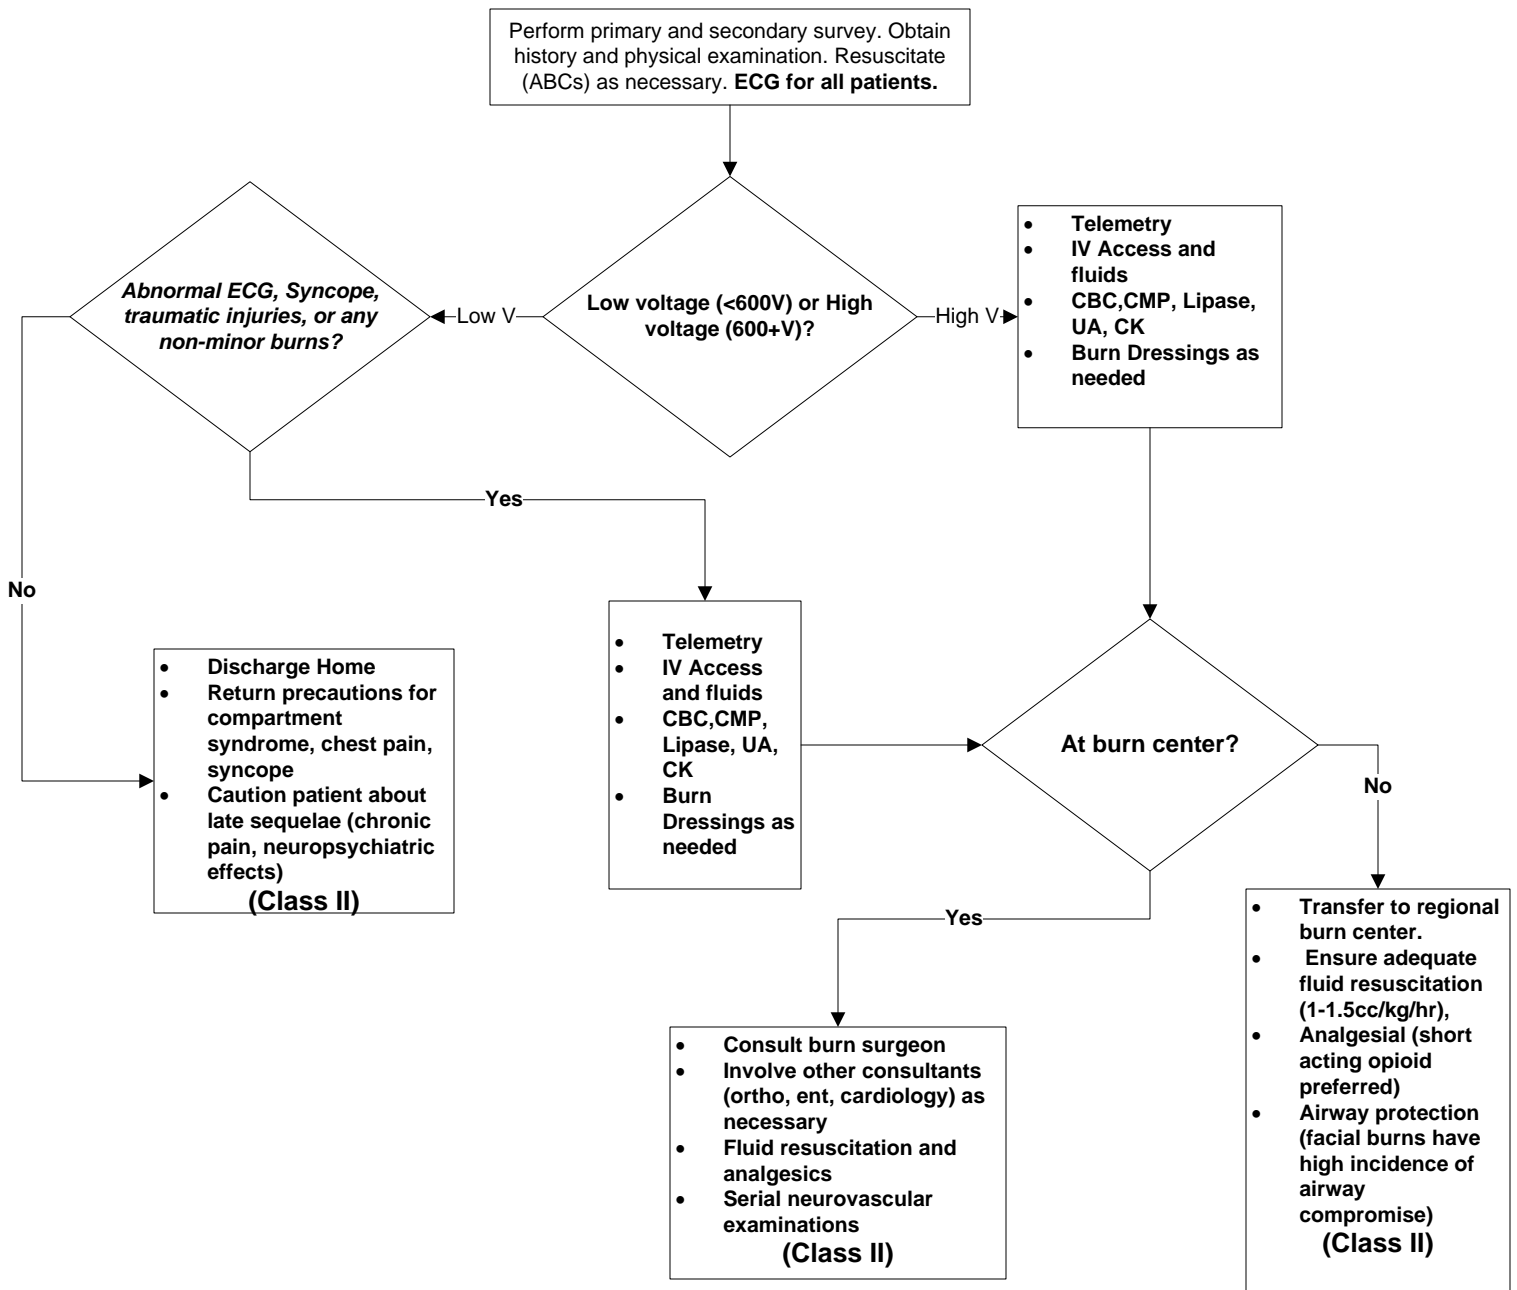 Perform primary and secondary survey. Obtain
history and physical examination. Resuscitate
(ABCs) as necessary. ECG for all patients.
Abnormal ECG, Syncope,
traumatic injuries, or any
non-minor burns?
Low V
Low voltage (<600V) or High
voltage (600+V)?
High V
• Telemetry
• IV Access and
fluids
• CBC,CMP, Lipase,
UA, CK
• Burn Dressings as
needed
Yes
No
• Discharge Home
• Return precautions for
compartment
syndrome, chest pain,
syncope
• Caution patient about
late sequelae (chronic
pain, neuropsychiatric
effects)
(Class II)
• Telemetry
• IV Access
and fluids
• CBC,CMP,
Lipase, UA,
CK
• Burn
Dressings as
needed
At burn center?
No
Yes
• Consult burn surgeon
• Involve other consultants
(ortho, ent, cardiology) as
necessary
• Fluid resuscitation and
analgesics
• Serial neurovascular
examinations
(Class II)
• Transfer to regional
burn center.
• Ensure adequate
fluid resuscitation
(1-1.5cc/kg/hr),
• Analgesial (short
acting opioid
preferred)
• Airway protection
(facial burns have
high incidence of
airway
compromise)
(Class II)